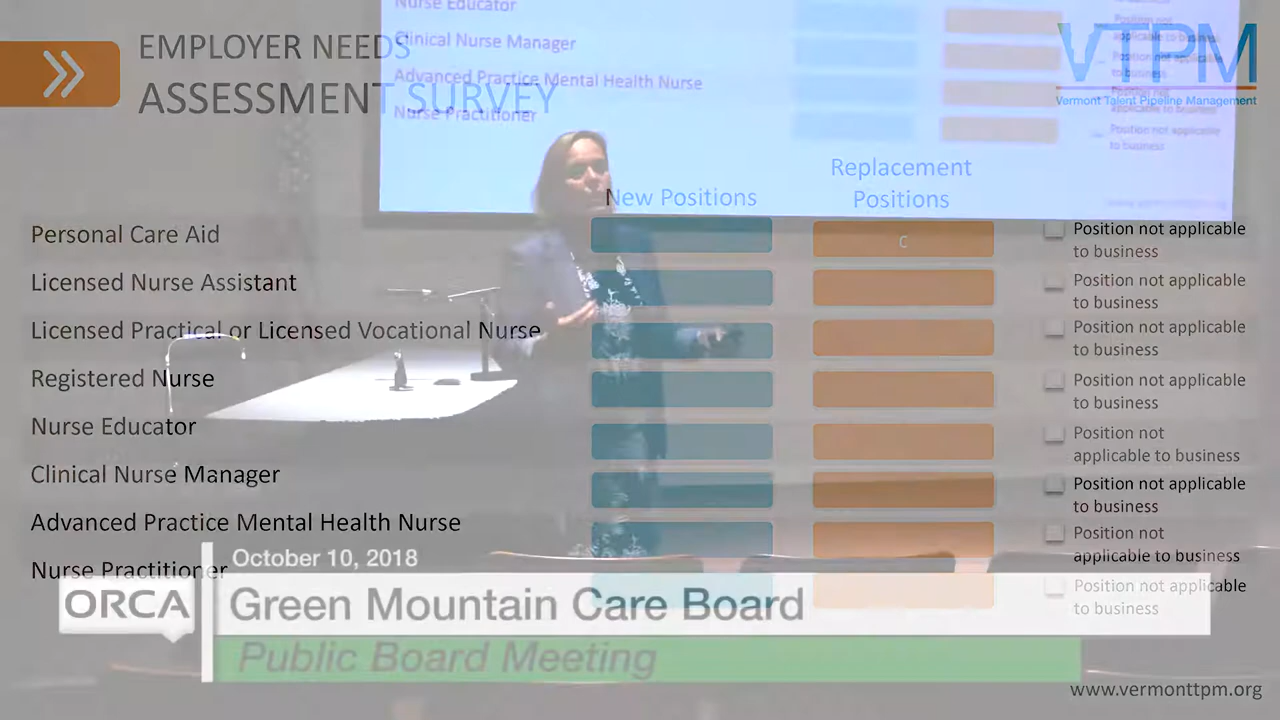 EMPLOYER NEEDS
ASSESSMENT SURVEY
VTPM
Vermont Talent Pipeline Management
Nurse Educator
Clinical Nurse Manager
Advanced Practice Mental Health Nurse
Nurse Practitioner
Position not
applicable to business
Position not applicable
to business
New Positions
Replacement
Positions
Personal Care Aid
Position not applicable
to business
Licensed Nurse Assistant
Position not applicable
to business
Licensed Practical or Licensed Vocational Nurse
Position not applicable
to business
Registered Nurse
Position not applicable
to business
Nurse Educator
Position not
applicable to business
Clinical Nurse Manager
Position not applicable
to business
Advanced Practice Mental Health Nurse
Position not
applicable to business
Nurse Practitioner
Position not applicable
to business
October 10, 2018
ORCA
Green Mountain Care Board
Public Board Meeting
www.vermonttpm.org